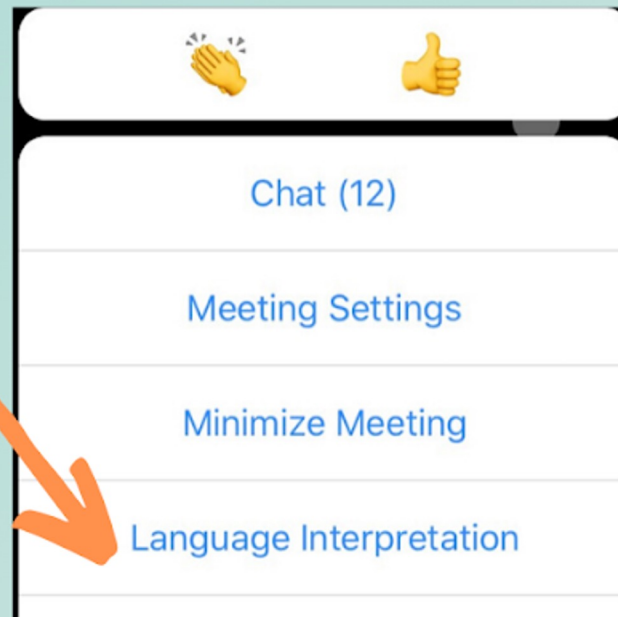 Chat (12)
Meeting Settings
Minimize Meeting
Language Interpretation